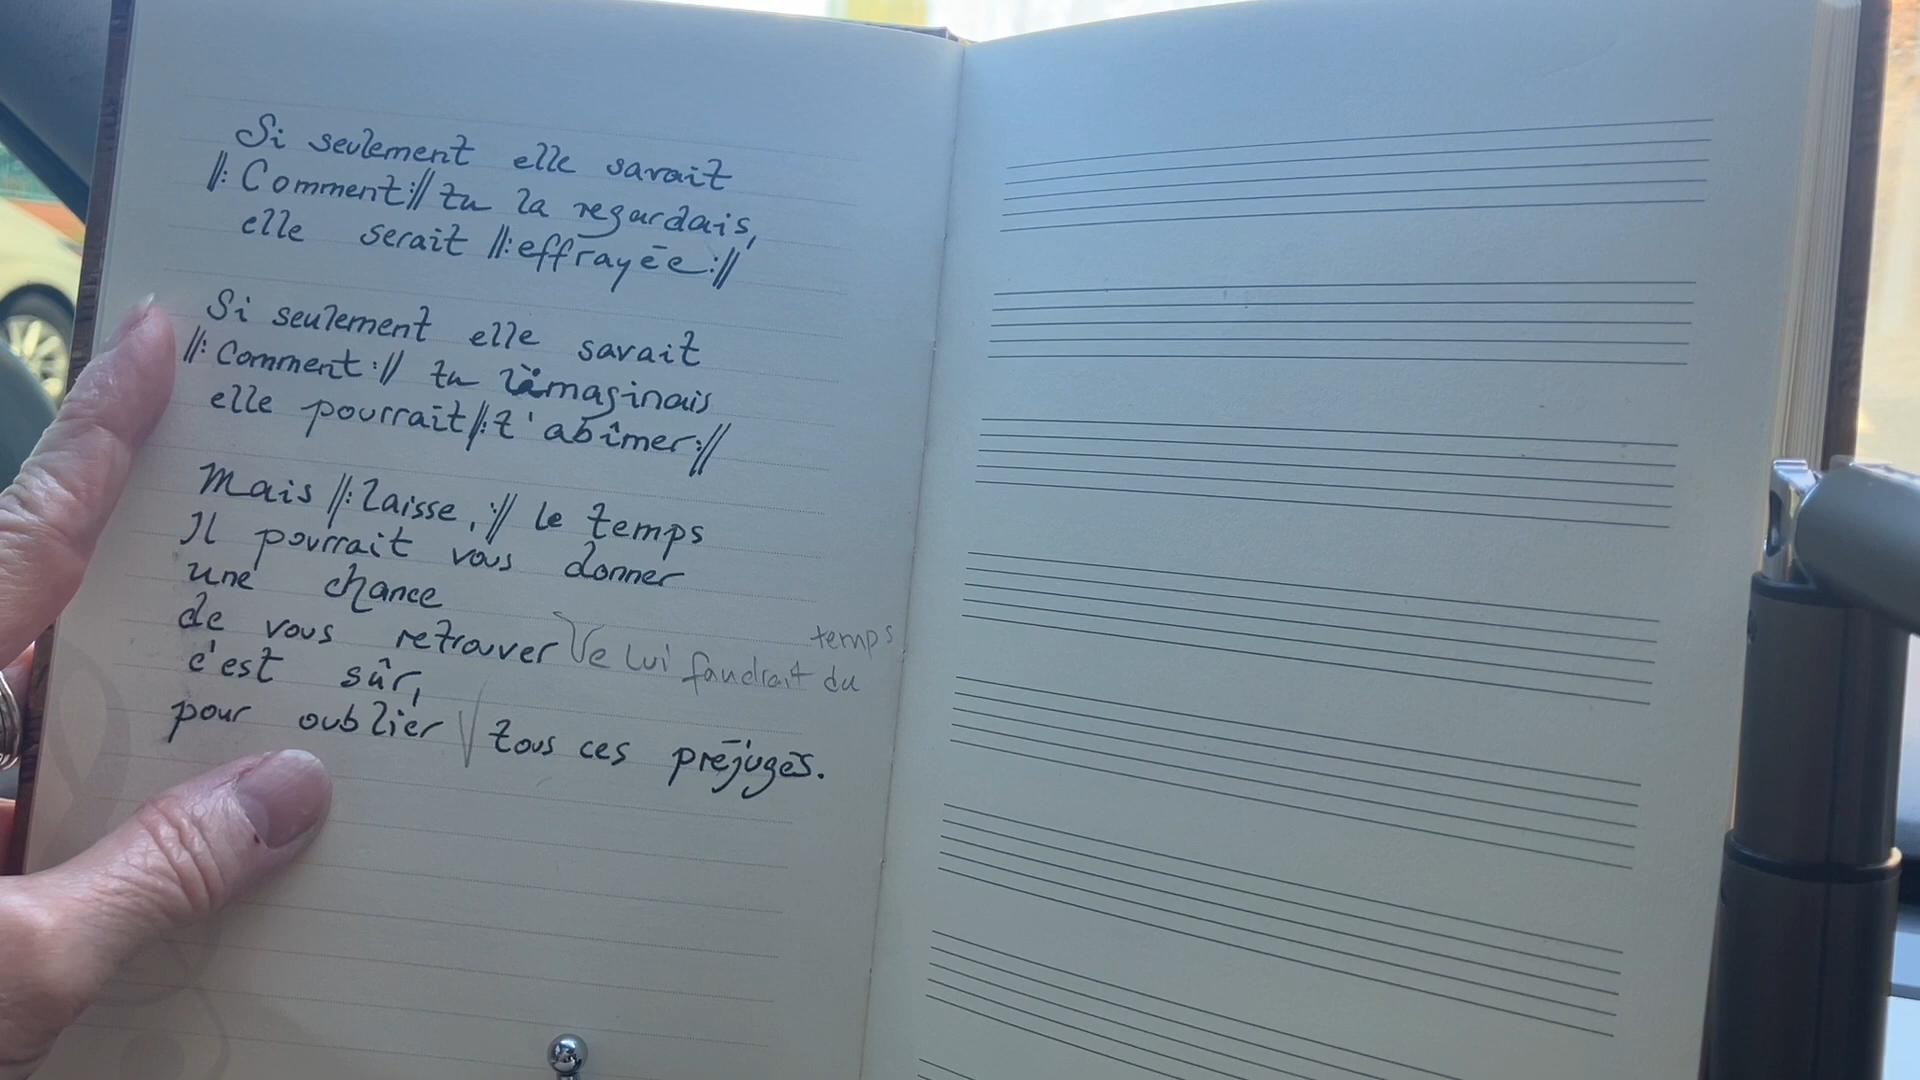 Si seulement elle savait
||: Comment :|| tu la regardais,
elle serait ||: effrayée :||
Si seulement elle savait
||: Comment :|| tu l'imaginais
elle pourrait ||: t'abîmer :||
Mais ||: laisse, :|| le temps
Il pourrait vous donner
une chance
de vous retrouver
temps
lui faudrait du
c'est sûr,
pour oublier tous ces préjugés.